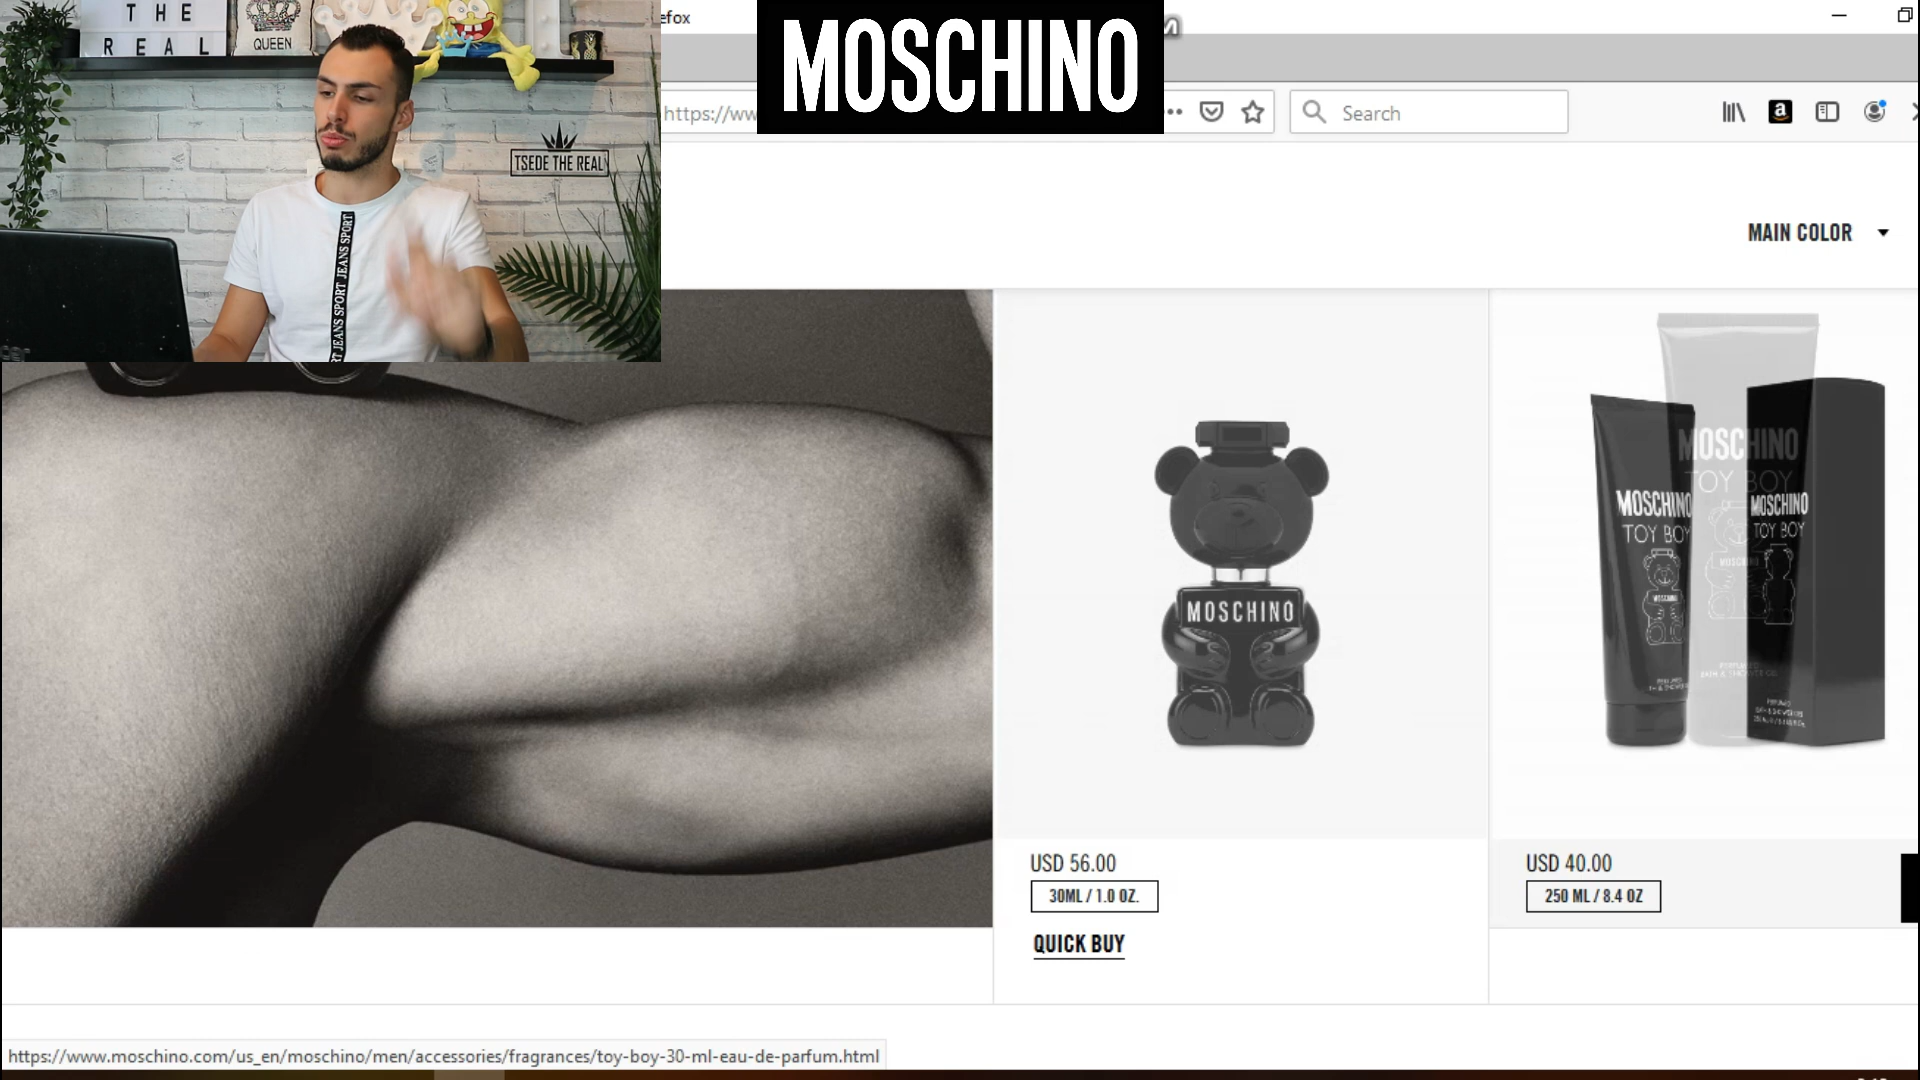 THE
REAL
QUEEN
TSEDE THE REAL
JEANS SPORT JEANS SPORT
efox
MOSCHINO
https://ww
Search
MAIN COLOR
MOSCHINO
MOSCHINO
TOY BOY
MOSCHINO
TOY BOY
MOSCHINO
MOSCHINO
TOY BOY
USD 56.00
30ML / 1.0 OZ.
QUICK BUY
USD 40.00
250 ML / 8.4 OZ
https://www.moschino.com/us_en/moschino/men/accessories/fragrances/toy-boy-30-ml-eau-de-parfum.html